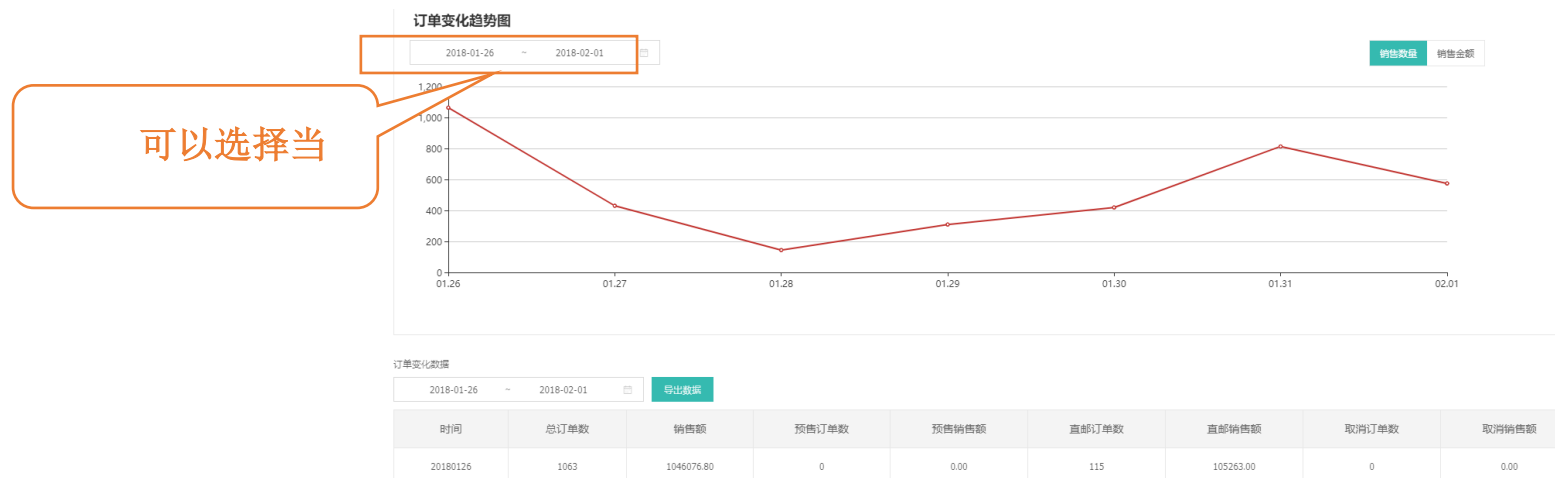 订单变化趋势图
2018-01-26 ~ 2018-02-01
销售数量 销售金额
可以选择当
1,200
1,000
800
600
400
200
0
01.26 01.27 01.28 01.29 01.30 01.31 02.01
订单变化数据
2018-01-26 ~ 2018-02-01 导出数据
时间 总订单数 销售额 预售订单数 预售销售额 直邮订单数 直邮销售额 取消订单数 取消销售额
20180126 1063 1046076.80 0 0.00 115 105263.00 0 0.00